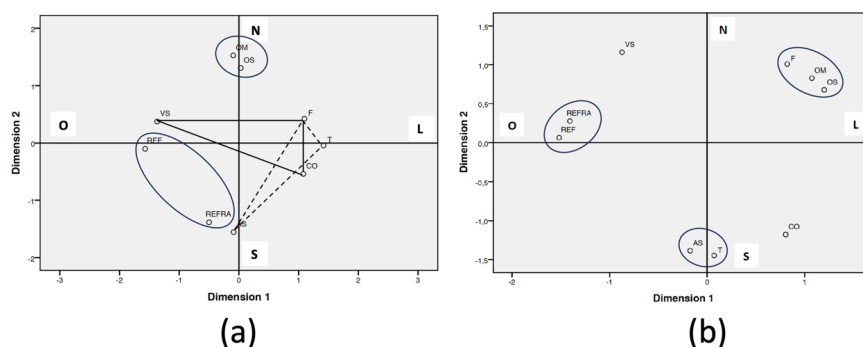 N
OM
OS
O
VS
F
L
T
REF
CO
REFRA
AS
S
Dimension 2
2
1
0
-1
-2
-3
-2
-1
0
1
2
3
Dimension 1
(a)
N
VS
F
OM
OS
O
REFRA
REF
L
CO
AS
T
S
Dimension 2
1,5
1,0
0,5
0,0
-0,5
-1,0
-1,5
-2
-1
0
1
Dimension 1
(b)